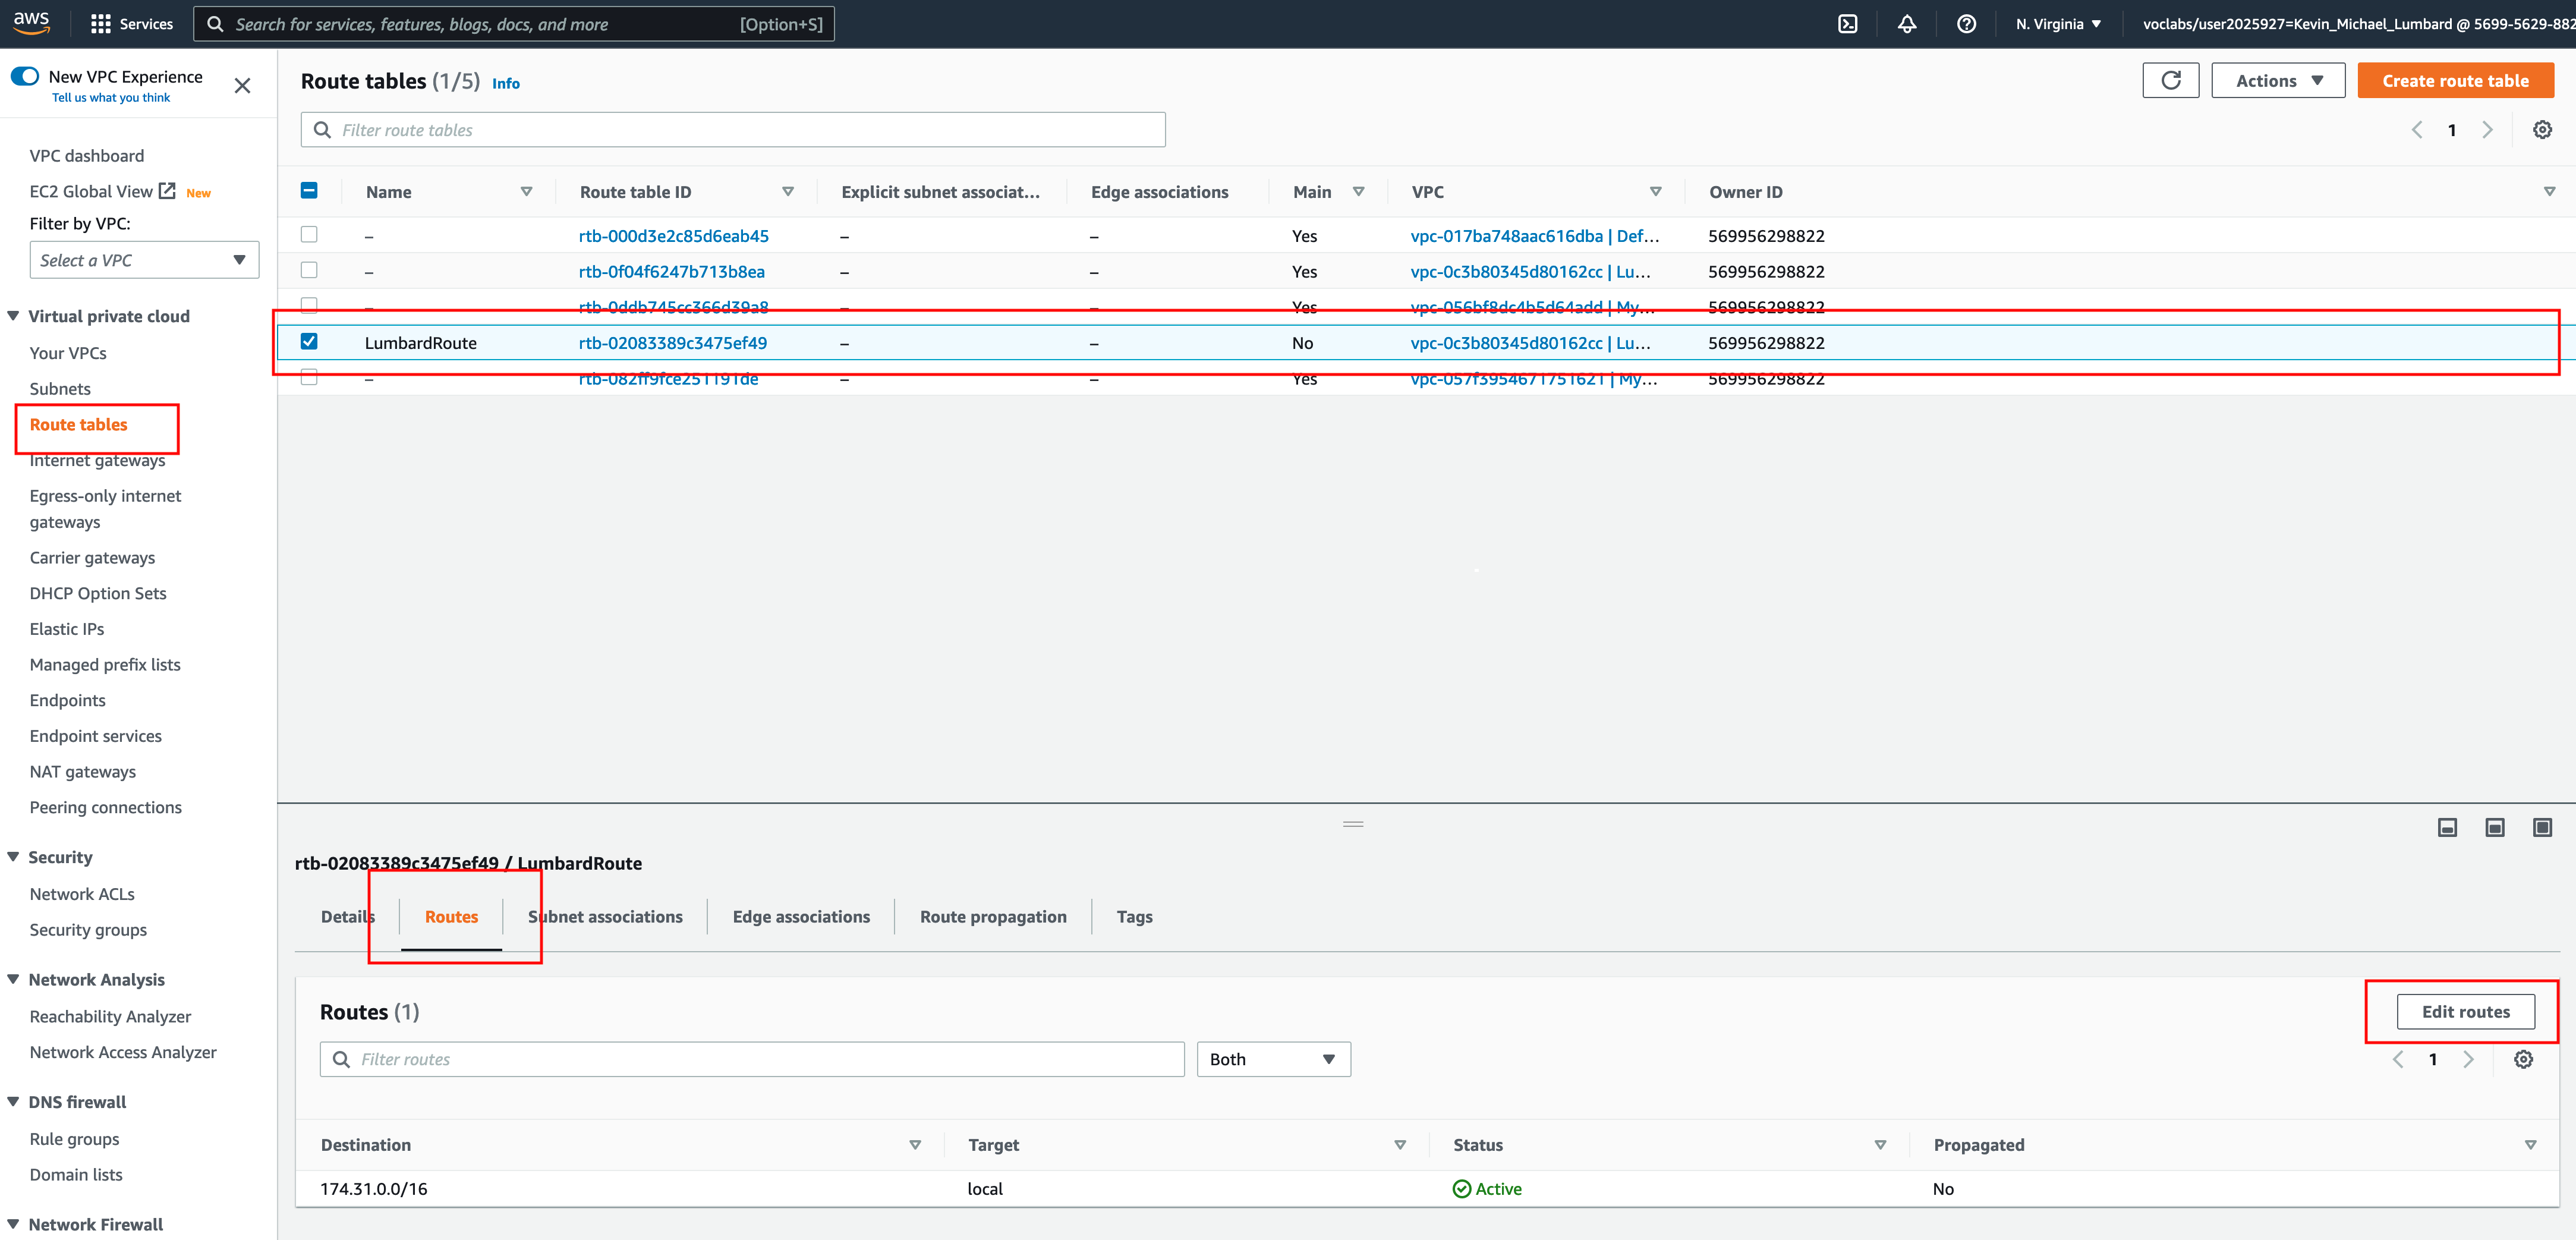 aws
Services
Search for services, features, blogs, docs, and more
[Option+S]
N. Virginia
voclabs/user2025927=Kevin_Michael_Lumbard @ 5699-5629-882
New VPC Experience
Tell us what you think
VPC dashboard
EC2 Global View New
Filter by VPC:
Select a VPC
Virtual private cloud
Your VPCs
Subnets
Route tables
Internet gateways
Egress-only internet
gateways
Carrier gateways
DHCP Option Sets
Elastic IPs
Managed prefix lists
Endpoints
Endpoint services
NAT gateways
Peering connections
Security
Network ACLs
Security groups
Network Analysis
Reachability Analyzer
Network Access Analyzer
DNS firewall
Rule groups
Domain lists
Network Firewall
Route tables (1/5) Info
Actions
Create route table
Filter route tables
1
Name Route table ID Explicit subnet associat... Edge associations Main VPC Owner ID
– rtb-000d3e2c85d6eab45 – – Yes vpc-017ba748aac616dba | Def... 569956298822
– rtb-0f04f6247b713b8ea – – Yes vpc-0c3b80345d80162cc | Lu... 569956298822
– rtb-0ddb745cc366d39a8 – – Yes vpc-056bf8dc4b5d64add | My... 569956298822
LumbardRoute rtb-02083389c3475ef49 – – No vpc-0c3b80345d80162cc | Lu... 569956298822
– rtb-082ff9fce251191de – – Yes vpc-057f3954671751621 | My... 569956298822
rtb-02083389c3475ef49 / LumbardRoute
Details Routes Subnet associations Edge associations Route propagation Tags
Routes (1)
Edit routes
Filter routes
Both
1
Destination Target Status Propagated
174.31.0.0/16 local Active No